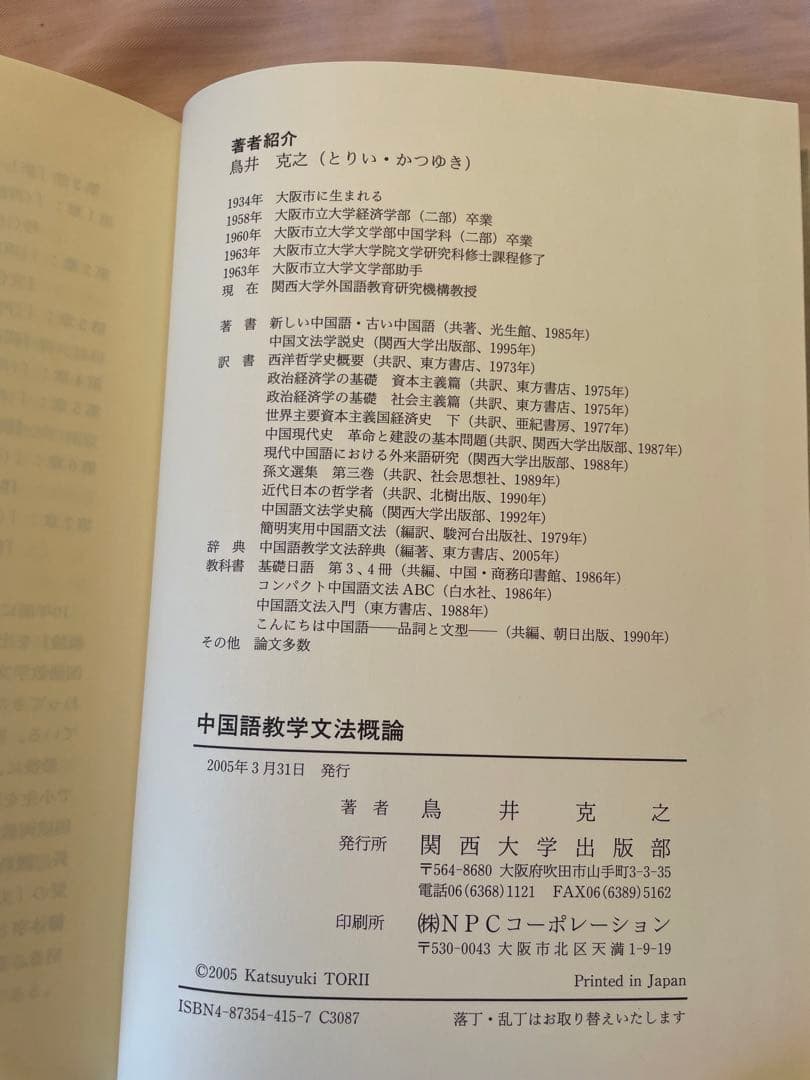 著者紹介
鳥井 克之（とりい・かつゆき）
1934年 大阪市に生まれる
1958年 大阪市立大学経済学部（二部）卒業
1960年 大阪市立大学文学部中国学科（二部）卒業
1963年 大阪市立大学大学院文学研究科修士課程修了
1963年 大阪市立大学文学部助手
現 在 関西大学外国語教育研究機構教授
著 書 新しい中国語・古い中国語（共著、光生館、1985年）
中国文法学説史（関西大学出版部、1995年）
訳 書 西洋哲学史概要（共訳、東方書店、1973年）
政治経済学の基礎 資本主義篇（共訳、東方書店、1975年）
政治経済学の基礎 社会主義篇（共訳、東方書店、1975年）
世界主要資本主義国経済史 下（共訳、亜紀書房、1977年）
中国現代史 革命と建設の基本問題（共訳、関西大学出版部、1987年）
現代中国語における外来語研究（関西大学出版部、1988年）
孫文選集 第三巻（共訳、社会思想社、1989年）
近代日本の哲学者（共訳、北樹出版、1990年）
中国語文法学史稿（関西大学出版部、1992年）
簡明実用中国語文法（編訳、駿河台出版社、1979年）
辞 典 中国語教学文法辞典（編著、東方書店、2005年）
教科書 基礎日語 第3、4冊（共編、中国・商務印書館、1986年）
コンパクト中国語文法ABC（白水社、1986年）
中国語文法入門（東方書店、1988年）
こんにちは中国語――品詞と文型――（共編、朝日出版、1990年）
その他 論文多数
中国語教学文法概論
2005年3月31日 発行
著 者 鳥 井 克 之
発行所 関西大学出版部
〒564-8680 大阪府吹田市山手町3-3-35
電話06(6368)1121 FAX06(6389)5162
印刷所 ㈱NPCコーポレーション
〒530-0043 大阪市北区天満1-9-19
©2005 Katsuyuki TORII Printed in Japan
ISBN4-87354-415-7 C3087 落丁・乱丁はお取り替えいたします